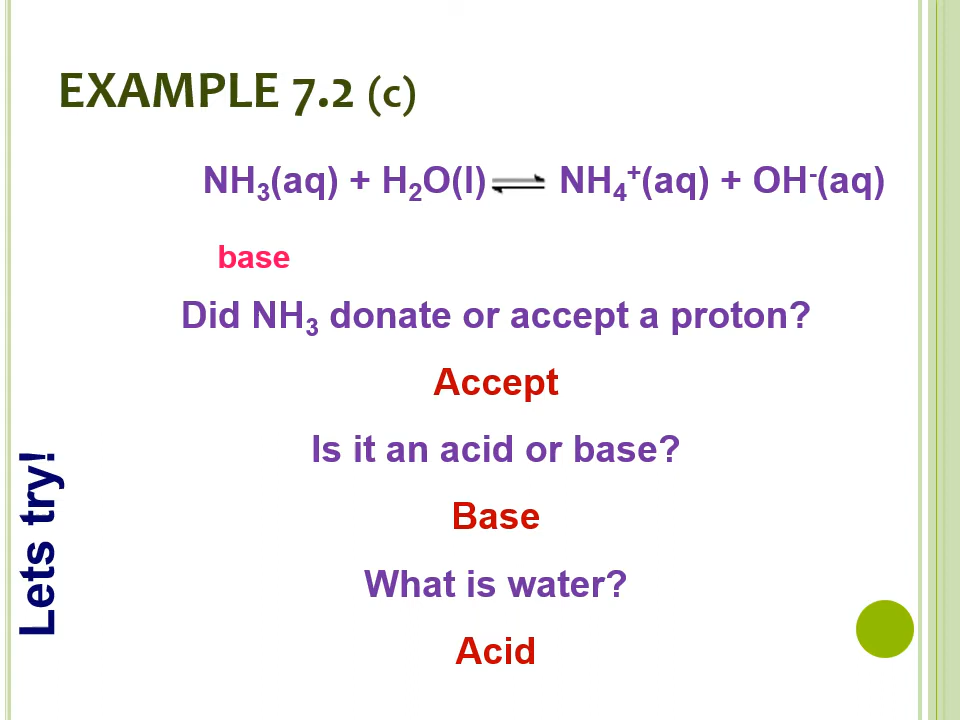 EXAMPLE 7.2 (c)
NH₃(aq) + H₂O(l) ⇌ NH₄⁺(aq) + OH⁻(aq)
base
Did NH₃ donate or accept a proton?
Accept
Is it an acid or base?
Base
What is water?
Acid
Lets try!